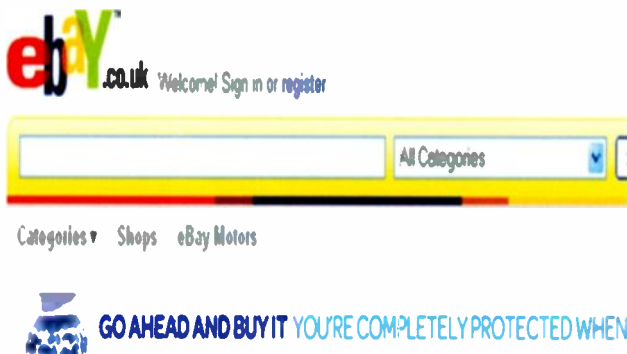 ebay.co.uk Welcome! Sign in or register
All Categories
Categories Shops eBay Motors
GO AHEAD AND BUY IT YOU'RE COMPLETELY PROTECTED WHEN